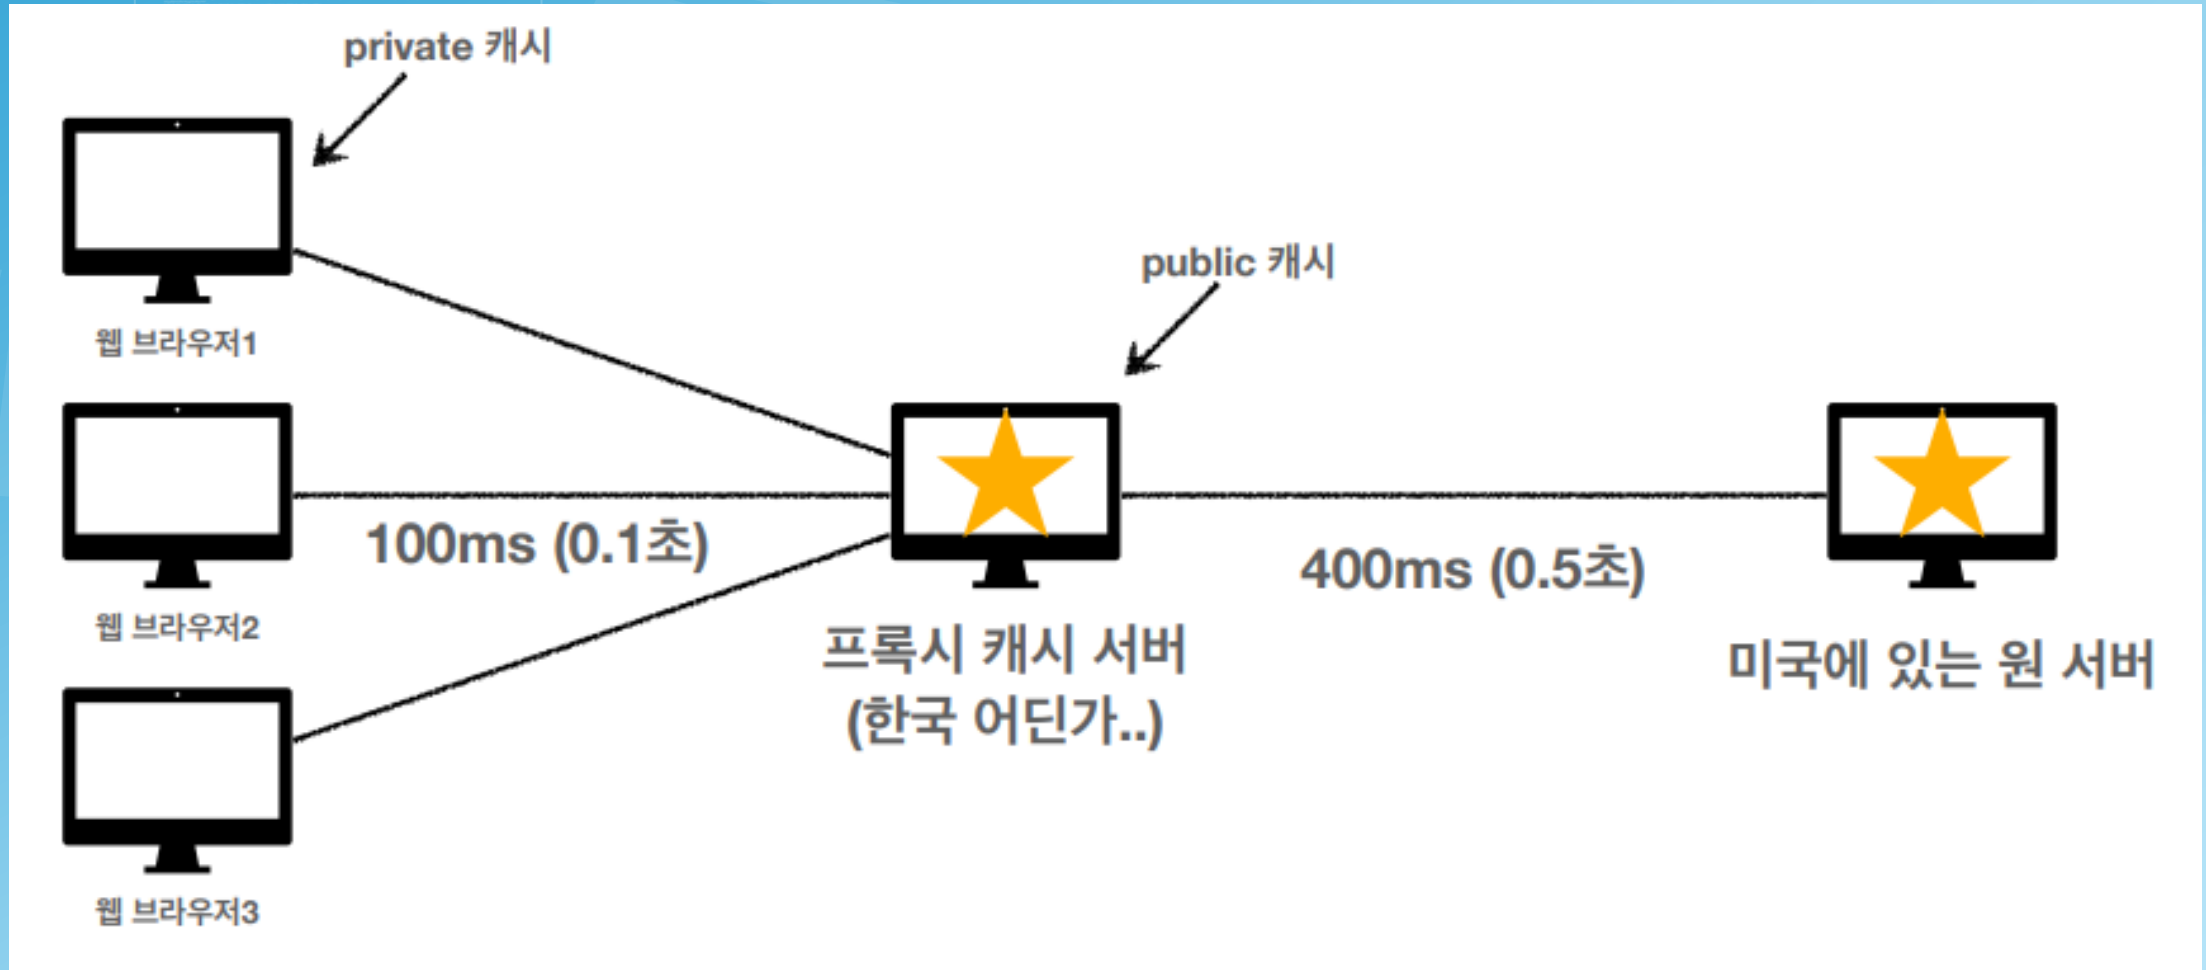 private 캐시
웹 브라우저1
public 캐시
웹 브라우저2
100ms (0.1초)
400ms (0.5초)
프록시 캐시 서버
(한국 어딘가..)
미국에 있는 원 서버
웹 브라우저3